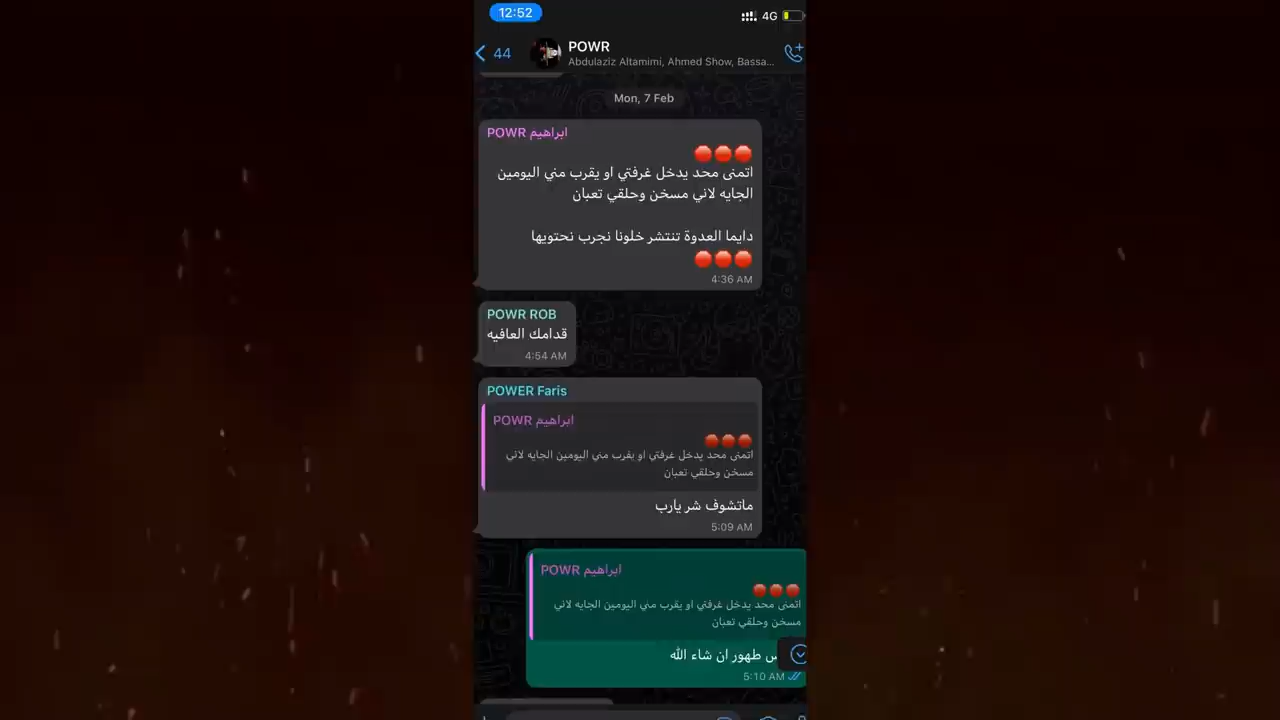 12:52
4G
44
POWR
Abdulaziz Altamimi, Ahmed Show, Bassa...
Mon, 7 Feb
POWR ابراهيم
اتمنى محد يدخل غرفتي او يقرب مني اليومين
الجايه لاني مسخن وحلقي تعبان
دايما العدوة تنتشر خلونا نجرب نحتويها
4:36 AM
POWR ROB
قدامك العافيه
4:54 AM
POWER Faris
POWR ابراهيم
اتمنى محد يدخل غرفتي او يقرب مني اليومين الجايه لاني
مسخن وحلقي تعبان
ماتشوف شر يارب
5:09 AM
POWR ابراهيم
اتمنى محد يدخل غرفتي او يقرب مني اليومين الجايه لاني
مسخن وحلقي تعبان
طهور ان شاء الله
5:10 AM